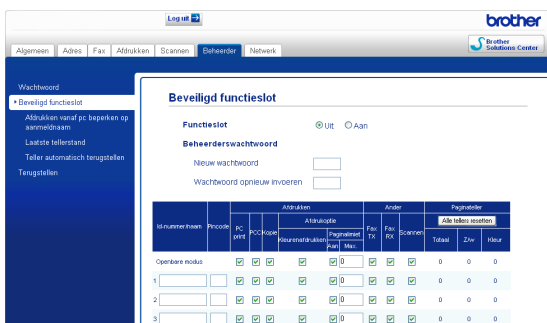 Log uit
brother
Algemeen Adres Fax Afdrukken Scannen Beheerder Netwerk
Brother Solutions Center
Wachtwoord
Beveiligd functieslot
Afdrukken vanaf pc beperken op aanmeldnaam
Laatste tellerstand
Teller automatisch terugstellen
Terugstellen
Beveiligd functieslot
Functieslot Uit Aan
Beheerderswachtwoord
Nieuw wachtwoord
Wachtwoord opnieuw invoeren
Afdrukken Ander Paginateller
Afdrukoptie Alle tellers resetten
Id-nummer/naam Pincode PC print PCC Kopie Kleurenafdrukken Paginalimiet Fax TX Fax RX Scannen Totaal Z/w Kleur
Aan Max.
Openbare modus 0 0 0 0
1 0 0 0 0
2 0 0 0 0
3 0 0 0 0